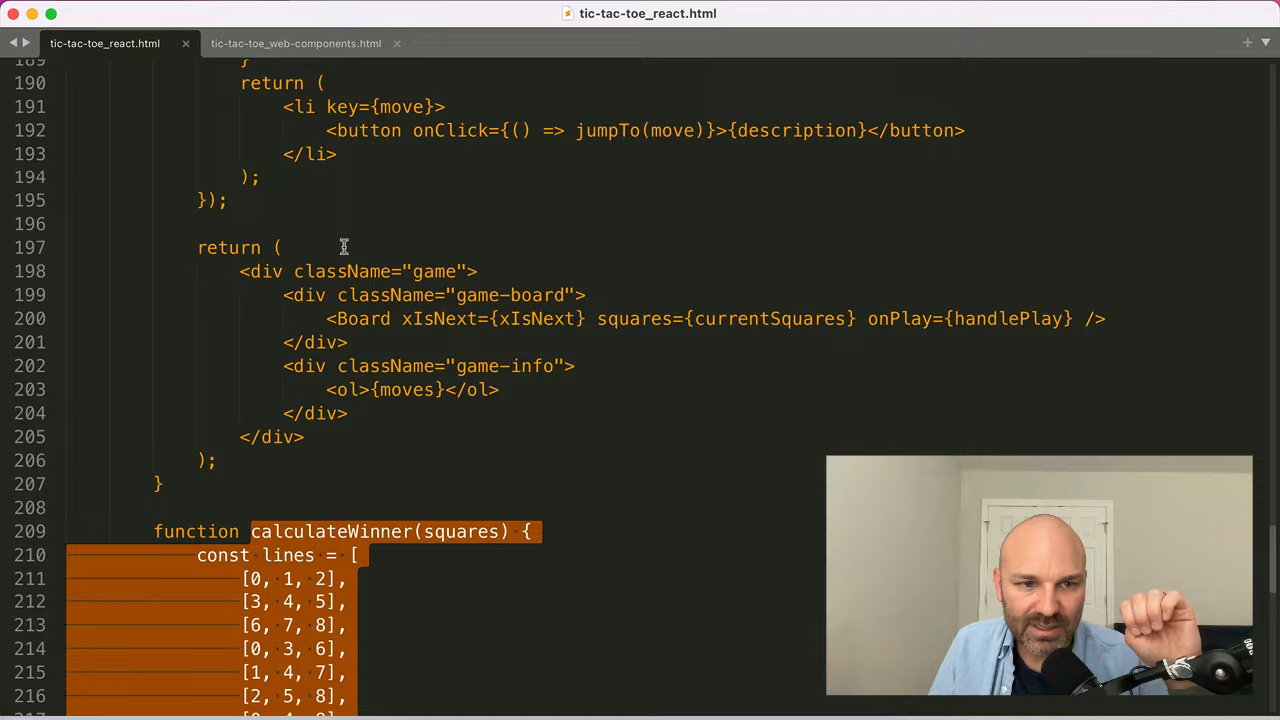 tic-tac-toe_react.html
tic-tac-toe_react.html
tic-tac-toe_web-components.html
189 }
190 return (
191 <li key={move}>
192 <button onClick={() => jumpTo(move)}>{description}</button>
193 </li>
194 );
195 });
196
197 return (
198 <div className="game">
199 <div className="game-board">
200 <Board xIsNext={xIsNext} squares={currentSquares} onPlay={handlePlay} />
201 </div>
202 <div className="game-info">
203 <ol>{moves}</ol>
204 </div>
205 </div>
206 );
207 }
208
209 function calculateWinner(squares) {
210 const lines = [
211 [0, 1, 2],
212 [3, 4, 5],
213 [6, 7, 8],
214 [0, 3, 6],
215 [1, 4, 7],
216 [2, 5, 8],
217